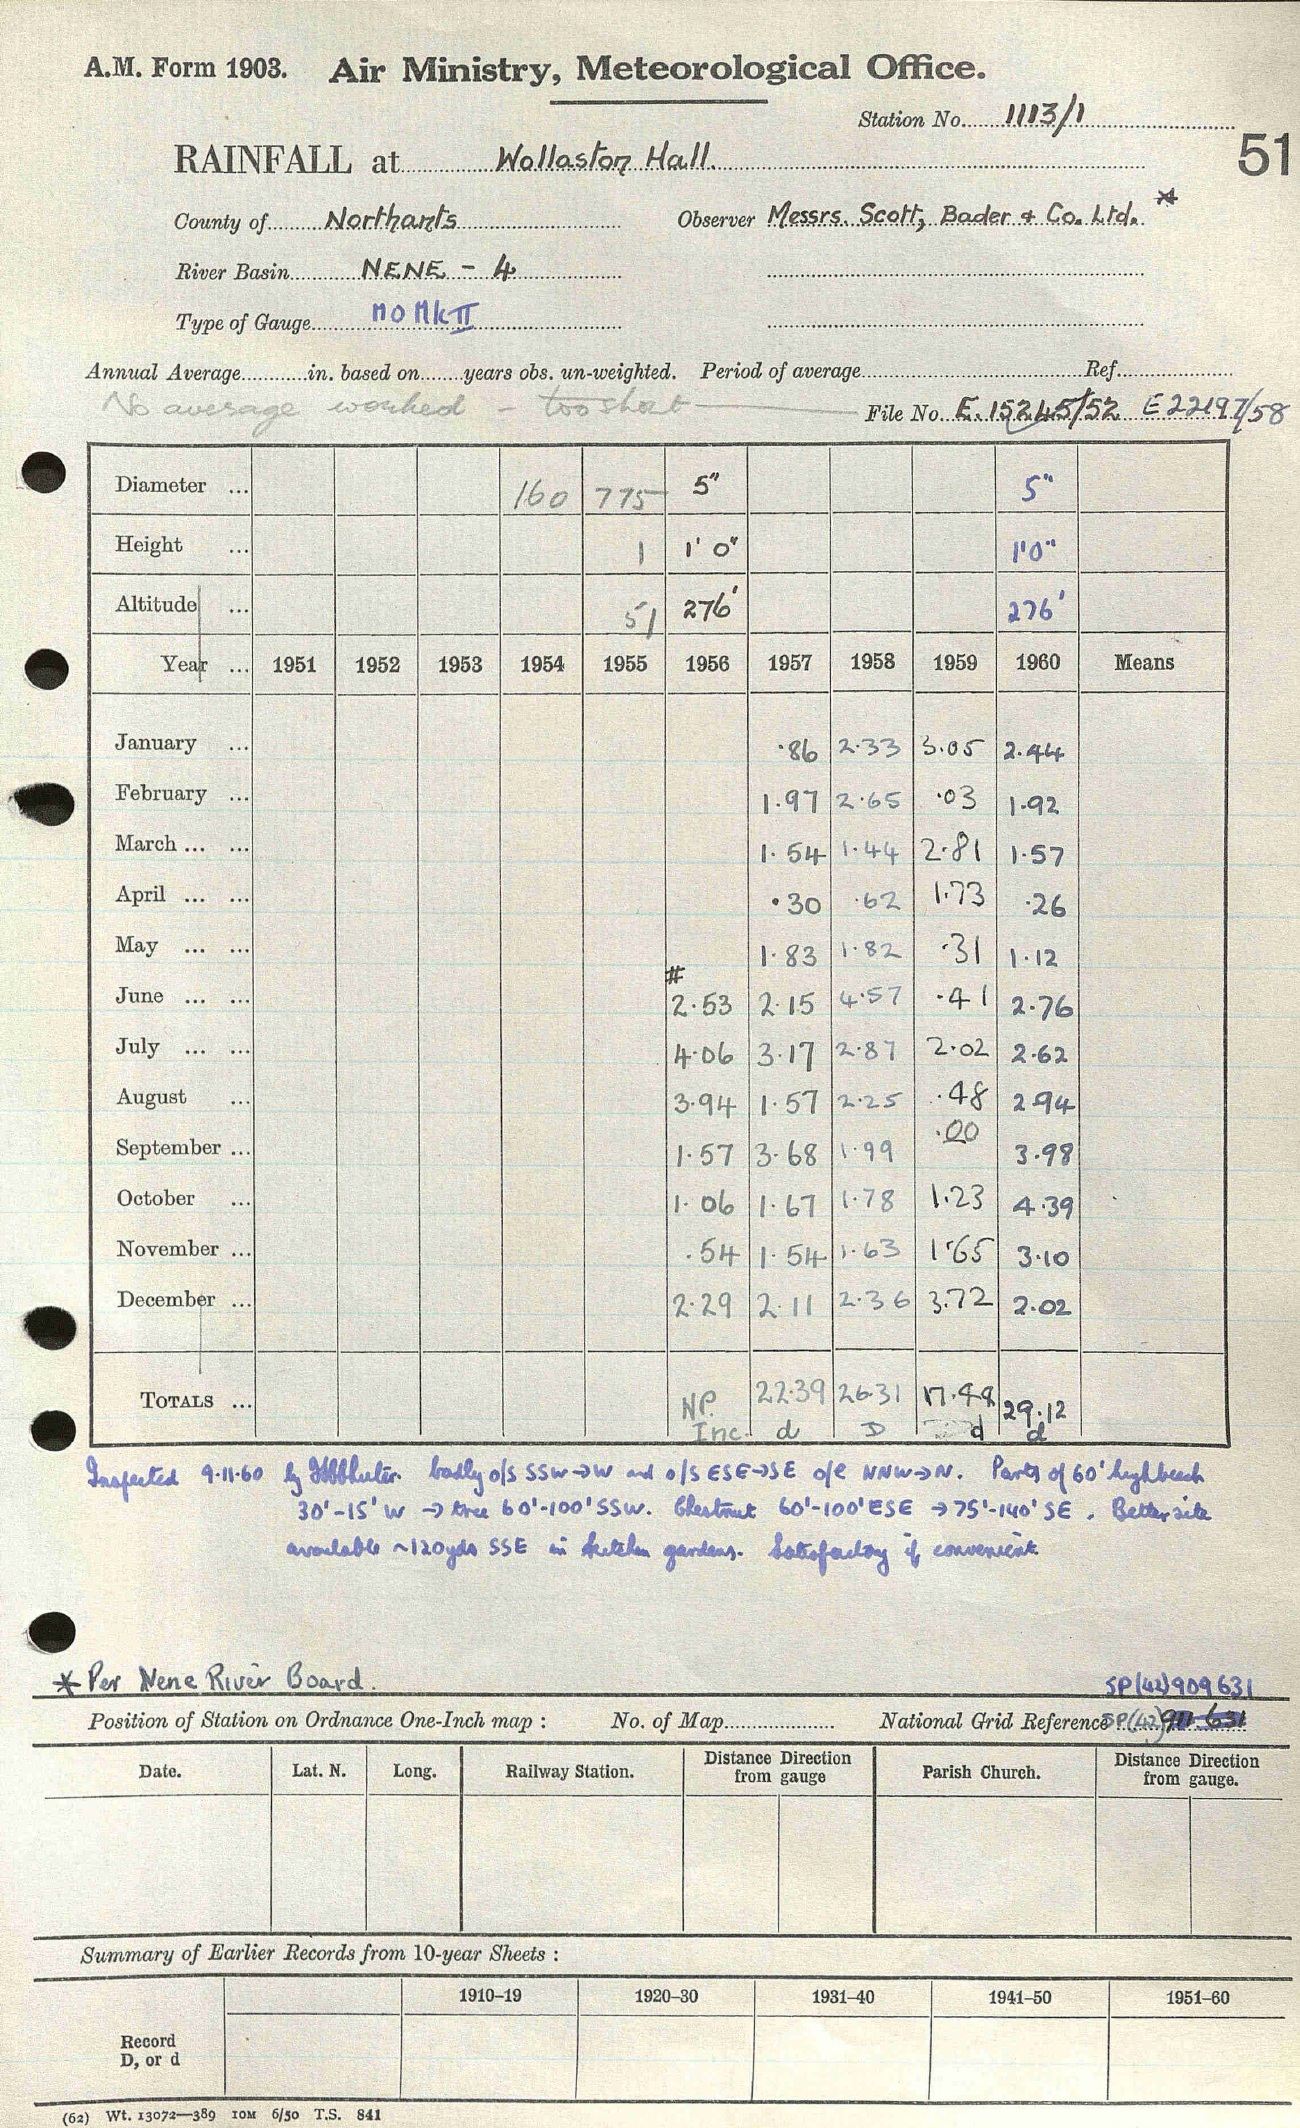 A.M. Form 1903. Air Ministry, Meteorological Office.
Station No. 1113/1
51
RAINFALL at Wollaston Hall.
County of Northants Observer Messrs. Scott, Bader & Co. Ltd. *
River Basin NENE - 4
Type of Gauge MO Mk II
Annual Average in. based on years obs. un-weighted. Period of average Ref.
No average worked - too short
File No. E. 15245/52 E22197/58
Diameter ... 160 775 5" 5"
Height ... 1 1' 0" 1'0"
Altitude ... 51 276' 276'
Year ... 1951 1952 1953 1954 1955 1956 1957 1958 1959 1960 Means
January ... ·86 2·33 3·05 2·44
February ... 1·97 2·65 ·03 1·92
March ... ... 1·54 1·44 2·81 1·57
April ... ... ·30 ·62 1·73 ·26
May ... ... 1·83 1·82 ·31 1·12
#
June ... ... 2·53 2·15 4·57 ·41 2·76
July ... ... 4·06 3·17 2·87 2·02 2·62
August ... 3·94 1·57 2·25 ·48 2·94
September ... 1·57 3·68 1·99 ·00 3·98
October ... 1·06 1·67 1·78 1·23 4·39
November ... ·54 1·54 1·63 1·65 3·10
December ... 2·29 2·11 2·36 3·72 2·02
TOTALS ... NP. 22·39 26·31 17·44 29·12
Inc. d D d d
Inspected 9·11·60 by badly o/s SSW→W and o/s ESE→SE o/e NNW→N. Parts of 60' high beech
30'-15' W → tree 60'-100' SSW. Chestnut 60'-100' ESE → 75'-140' SE. Better site
available ~120yds SSE in kitchen gardens. Satisfactory if convenient
* Per Nene River Board.
SP(42)909631
Position of Station on Ordnance One-Inch map : No. of Map National Grid Reference SP(42) 911.631
Date. Lat. N. Long. Railway Station. Distance Direction from gauge Parish Church. Distance Direction from gauge.
Summary of Earlier Records from 10-year Sheets :
1910–19 1920–30 1931–40 1941–50 1951–60
Record
D, or d
(62) Wt. 13072—389 10M 6/50 T.S. 841